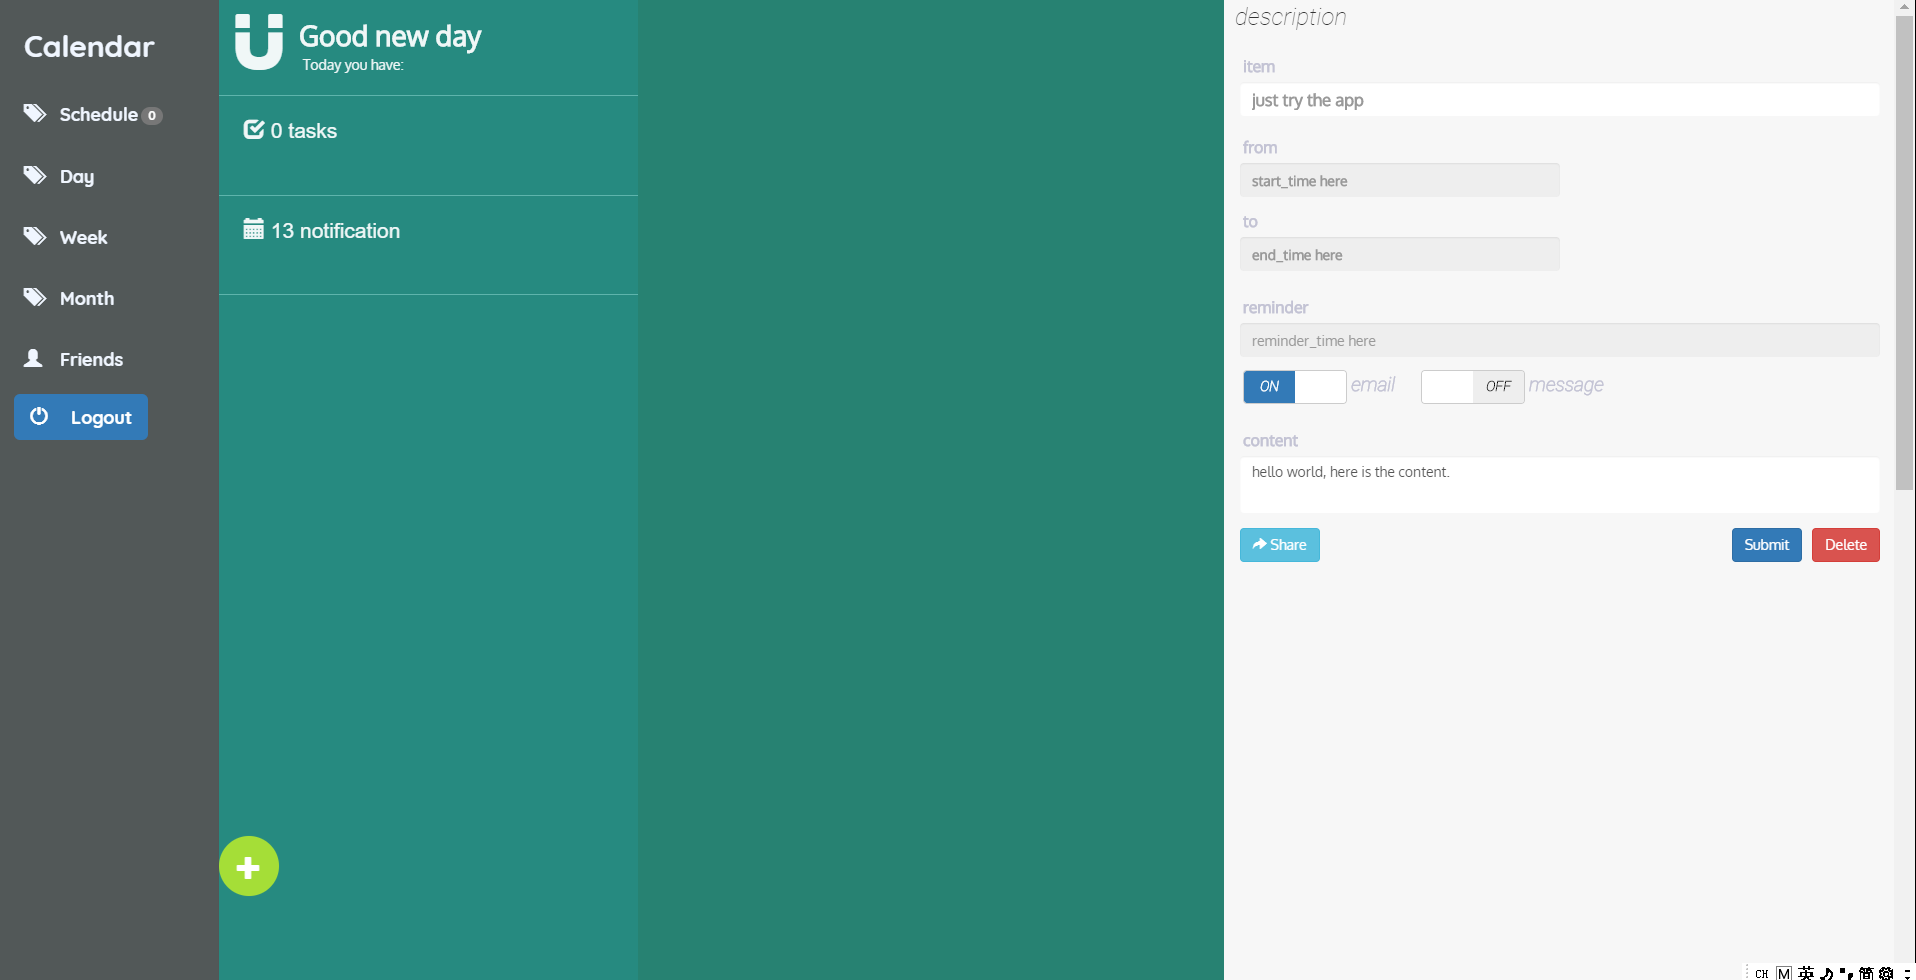 Calendar
Schedule 0
Day
Week
Month
Friends
Logout
Good new day
Today you have:
0 tasks
13 notification
description
item
just try the app
from
start_time here
to
end_time here
reminder
reminder_time here
ON email OFF message
content
hello world, here is the content.
Share Submit Delete
CH M 英 简